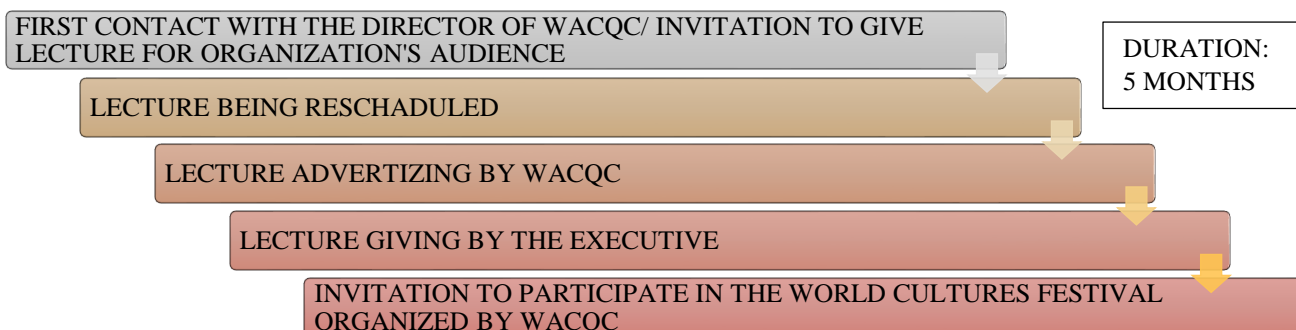 FIRST CONTACT WITH THE DIRECTOR OF WACQC/ INVITATION TO GIVE
LECTURE FOR ORGANIZATION'S AUDIENCE
DURATION:
5 MONTHS
LECTURE BEING RESCHADULED
LECTURE ADVERTIZING BY WACQC
LECTURE GIVING BY THE EXECUTIVE
INVITATION TO PARTICIPATE IN THE WORLD CULTURES FESTIVAL
ORGANIZED BY WACQC